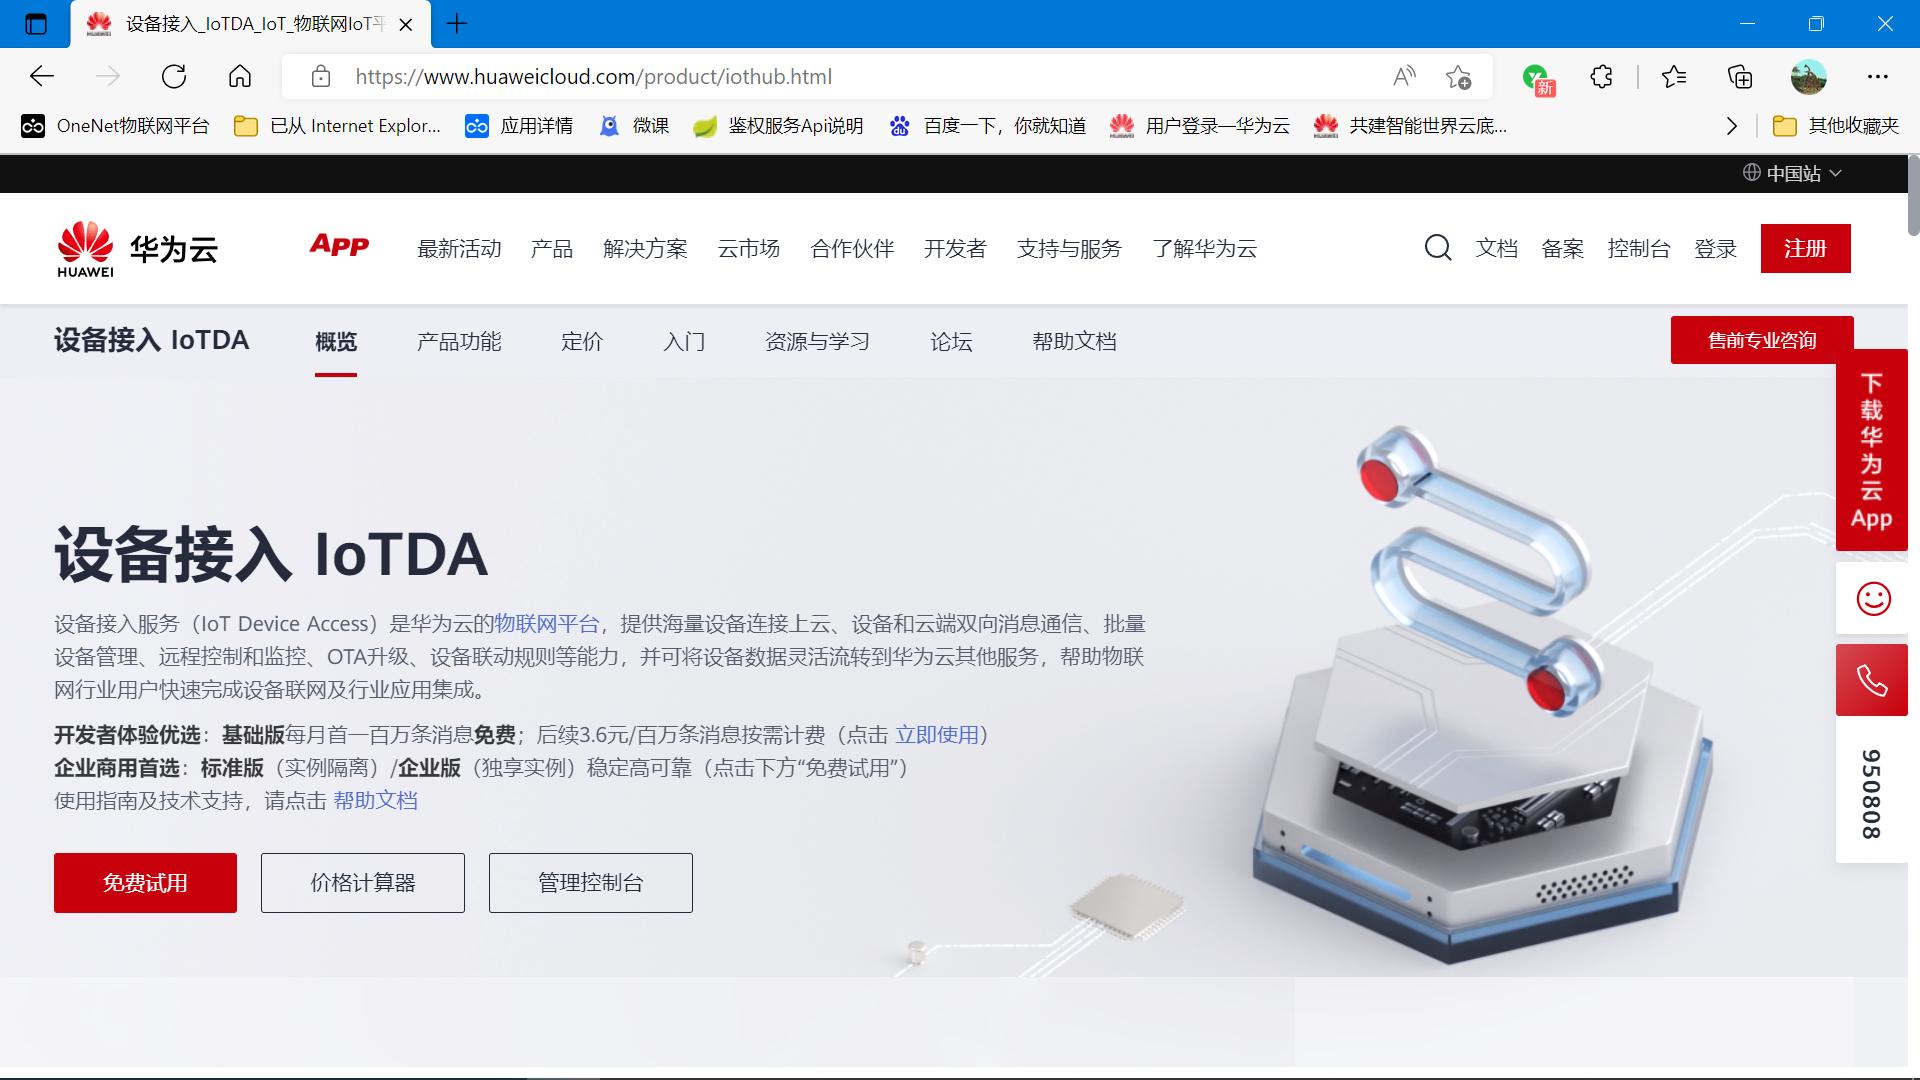 设备接入_IoTDA_IoT_物联网IoT平
https://www.huaweicloud.com/product/iothub.html
新
OneNet物联网平台 已从 Internet Explor... 应用详情 微课 鉴权服务Api说明 百度一下，你就知道 用户登录—华为云 共建智能世界云底... 其他收藏夹
中国站
HUAWEI 华为云 APP 最新活动 产品 解决方案 云市场 合作伙伴 开发者 支持与服务 了解华为云 文档 备案 控制台 登录 注册
设备接入 IoTDA 概览 产品功能 定价 入门 资源与学习 论坛 帮助文档 售前专业咨询
下载华为云App
设备接入 IoTDA
设备接入服务（IoT Device Access）是华为云的物联网平台，提供海量设备连接上云、设备和云端双向消息通信、批量
设备管理、远程控制和监控、OTA升级、设备联动规则等能力，并可将设备数据灵活流转到华为云其他服务，帮助物联
网行业用户快速完成设备联网及行业应用集成。
开发者体验优选：基础版每月首一百万条消息免费；后续3.6元/百万条消息按需计费（点击 立即使用）
企业商用首选：标准版（实例隔离）/企业版（独享实例）稳定高可靠（点击下方“免费试用”）
使用指南及技术支持，请点击 帮助文档
950808
免费试用 价格计算器 管理控制台